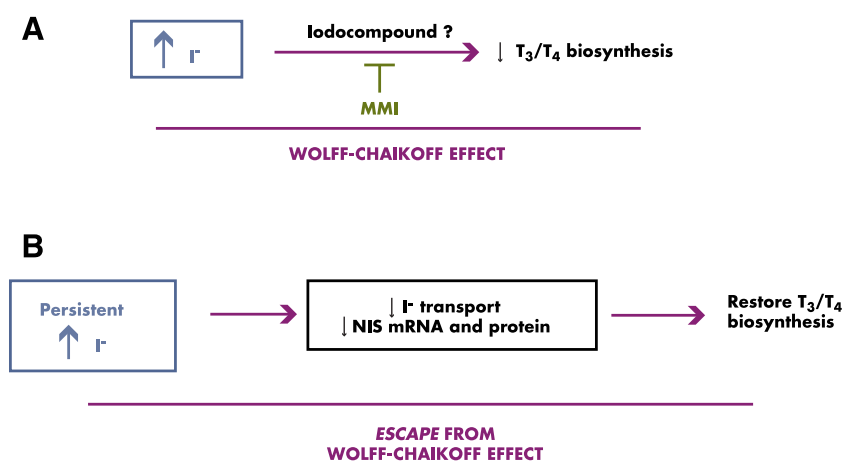 A
↑ I⁻
Iodocompound ?
↓ T₃/T₄ biosynthesis
MMI
WOLFF-CHAIKOFF EFFECT
B
Persistent
↑ I⁻
↓ I⁻ transport
↓ NIS mRNA and protein
Restore T₃/T₄
biosynthesis
ESCAPE FROM
WOLFF-CHAIKOFF EFFECT